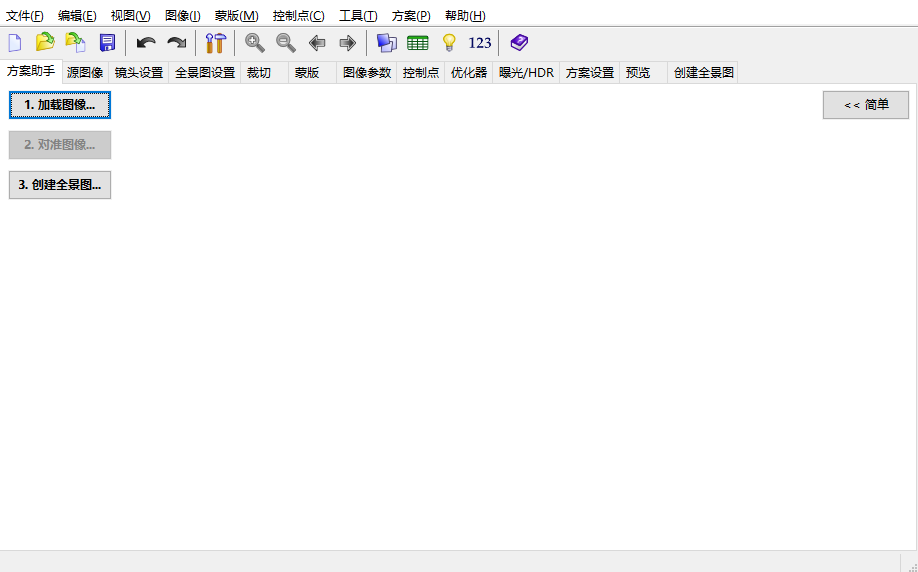 文件(F) 编辑(E) 视图(V) 图像(I) 蒙版(M) 控制点(C) 工具(T) 方案(P) 帮助(H)
123
方案助手 源图像 镜头设置 全景图设置 裁切 蒙版 图像参数 控制点 优化器 曝光/HDR 方案设置 预览 创建全景图
1. 加载图像... << 简单
2. 对准图像...
3. 创建全景图...